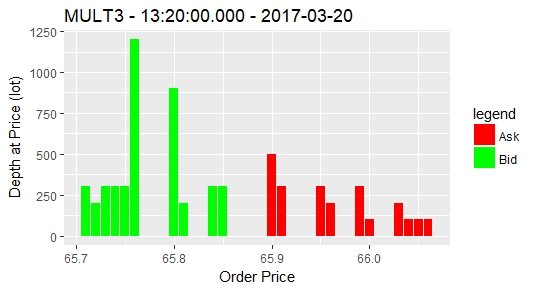 MULT3 - 13:20:00.000 - 2017-03-20
Depth at Price (lot)
1250
1000
750
500
250
0
65.7
65.8
65.9
66.0
Order Price
legend
Ask
Bid